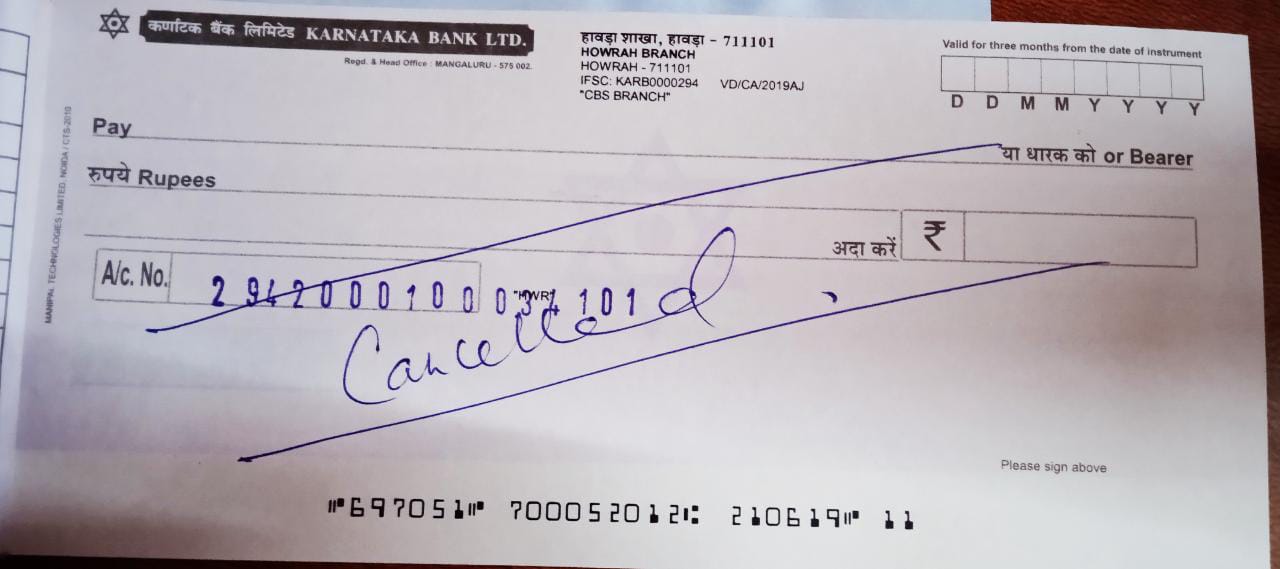 कर्णाटक बैंक लिमिटेड KARNATAKA BANK LTD.
Regd. & Head Office : MANGALURU - 575 002.
हावड़ा शाखा, हावड़ा - 711101
HOWRAH BRANCH
HOWRAH - 711101
IFSC: KARB0000294 VD/CA/2019AJ
"CBS BRANCH"
Valid for three months from the date of instrument
D D M M Y Y Y Y
Pay
या धारक को or Bearer
रुपये Rupees
अदा करें ₹
A/c. No. 2942000100034101
Cancelled
MANIPAL TECHNOLOGIES LIMITED, NOIDA / CTS-2010
Please sign above
⑈697051⑈ 700052012⑆ 210619⑈ 11